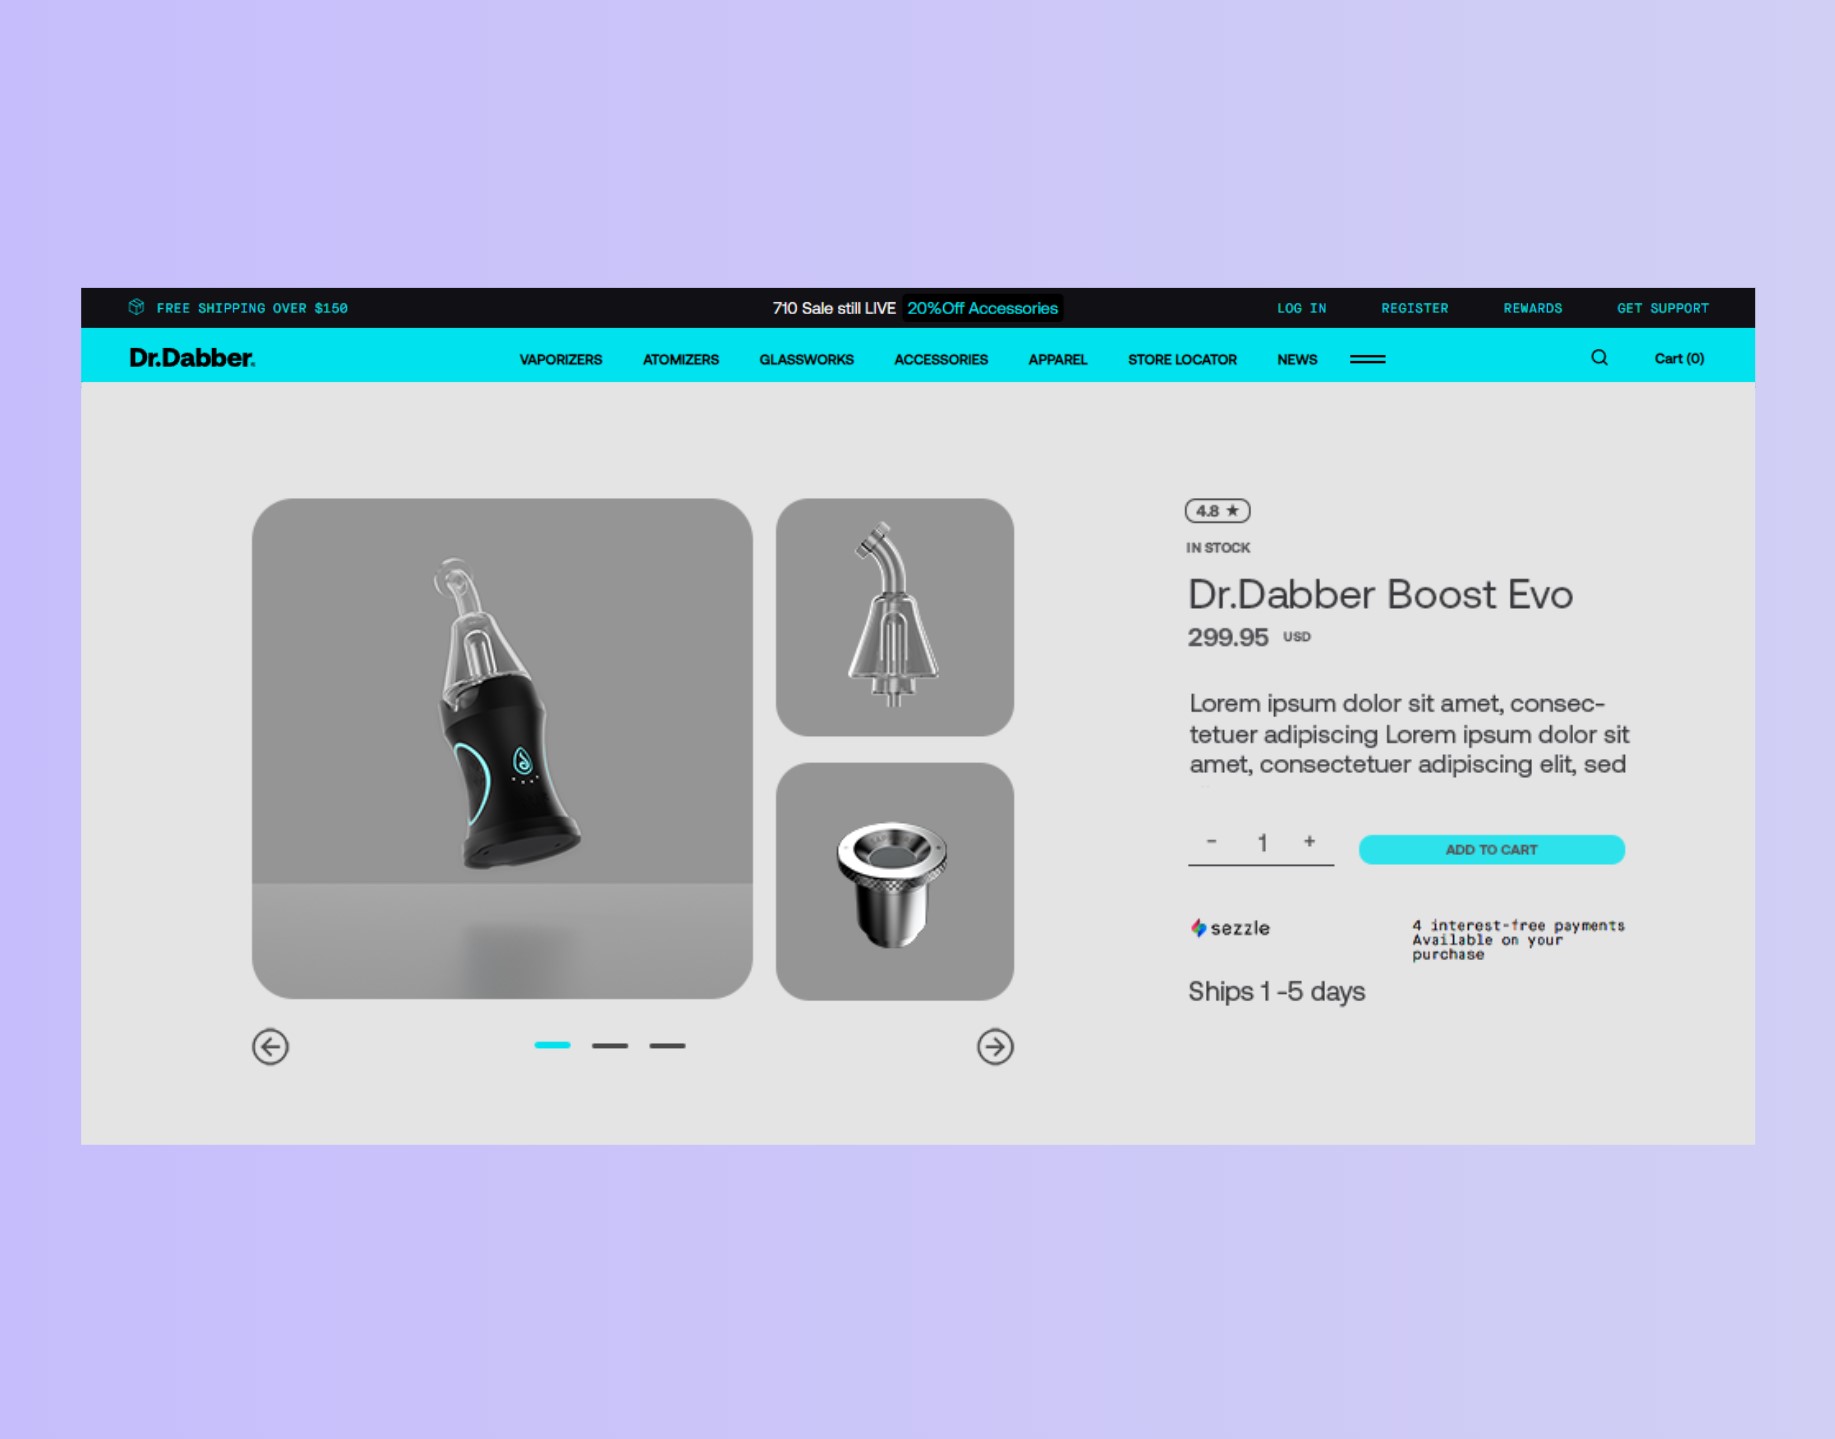 FREE SHIPPING OVER $150
710 Sale still LIVE 20%Off Accessories
LOG IN REGISTER REWARDS GET SUPPORT
Dr.Dabber.
VAPORIZERS ATOMIZERS GLASSWORKS ACCESSORIES APPAREL STORE LOCATOR NEWS
Cart (0)
4.8 ★
IN STOCK
Dr.Dabber Boost Evo
299.95 USD
Lorem ipsum dolor sit amet, consec-
tetuer adipiscing Lorem ipsum dolor sit
amet, consectetuer adipiscing elit, sed
- 1 +
ADD TO CART
sezzle
4 interest-free payments
Available on your
purchase
Ships 1 -5 days